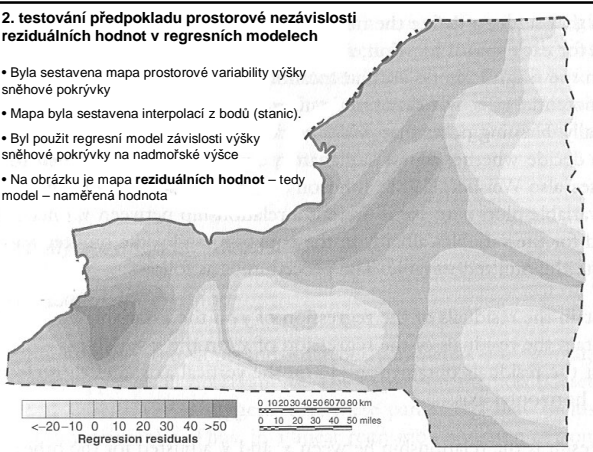 2. testování předpokladu prostorové nezávislosti
reziduálních hodnot v regresních modelech
• Byla sestavena mapa prostorové variability výšky
sněhové pokrývky
• Mapa byla sestavena interpolací z bodů (stanic).
• Byl použit regresní model závislosti výšky
sněhové pokrývky na nadmořské výšce
• Na obrázku je mapa reziduálních hodnot – tedy
model – naměřená hodnota
0 10 20 30 40 50 60 70 80 km
0 10 20 30 40 50 miles
<–20 –10 0 10 20 30 40 >50
Regression residuals